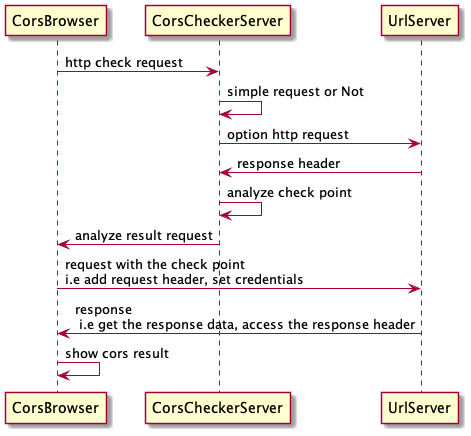 CorsBrowser
CorsCheckerServer
UrlServer
http check request
simple request or Not
option http request
response header
analyze check point
analyze result request
request with the check point
i.e add request header, set credentials
response
i.e get the response data, access the response header
show cors result
CorsBrowser
CorsCheckerServer
UrlServer